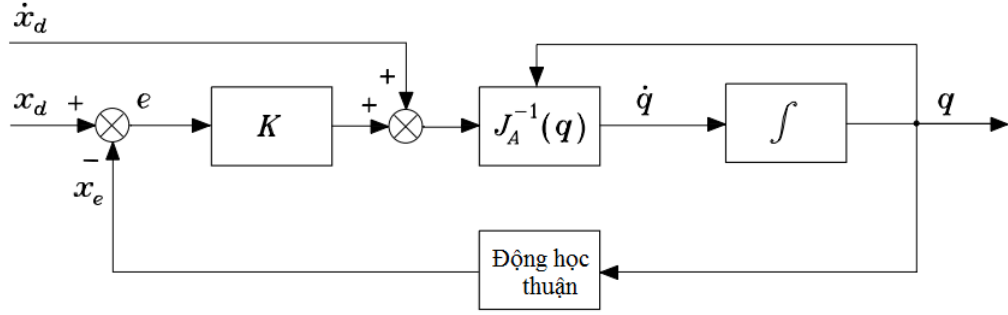 ẋ_d
x_d + e K + + J_A^{-1}(q) q̇ ∫ q
−
x_e
Động học
thuận